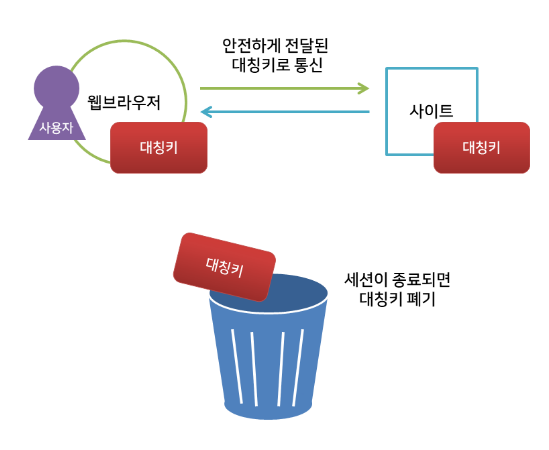 안전하게 전달된
대칭키로 통신
웹브라우저
사용자
대칭키
사이트
대칭키
대칭키
세션이 종료되면
대칭키 폐기